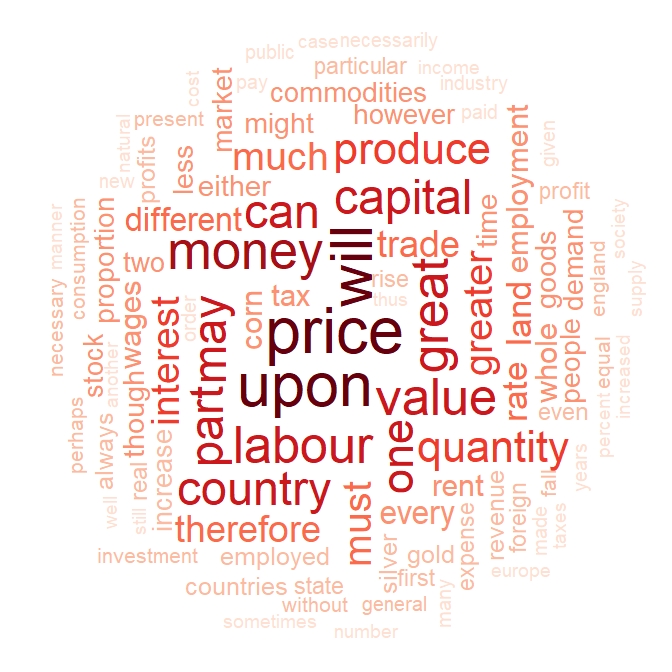 public
case
necessarily
particular
income
cost
pay
industry
market
commodities
present
natural
might
however
paid
employment
given
profits
less
much
produce
new
either
capital
profit
manner
consumption
proportion
different
can
time
demand
society
two
money
will
trade
greater
land
goods
england
supply
necessary
stock
another
though
wages
interest
order
may
part
corn
tax
rise
thus
great
price
upon
value
rate
whole
people
equal
percent
increased
even
perhaps
always
well
still
real
increase
labour
one
quantity
years
country
must
rent
fall
therefore
every
revenue
foreign
made
taxes
investment
employed
silver
gold
expense
first
europe
countries
state
without
general
many
sometimes
number